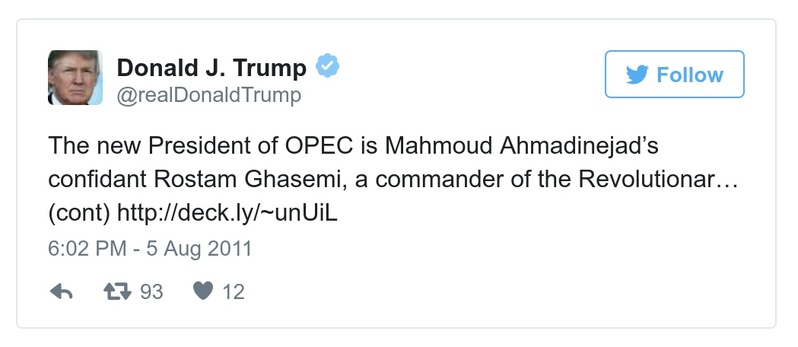 Donald J. Trump
@realDonaldTrump
Follow
The new President of OPEC is Mahmoud Ahmadinejad’s
confidant Rostam Ghasemi, a commander of the Revolutionar…
(cont) http://deck.ly/~unUiL
6:02 PM - 5 Aug 2011
93 12